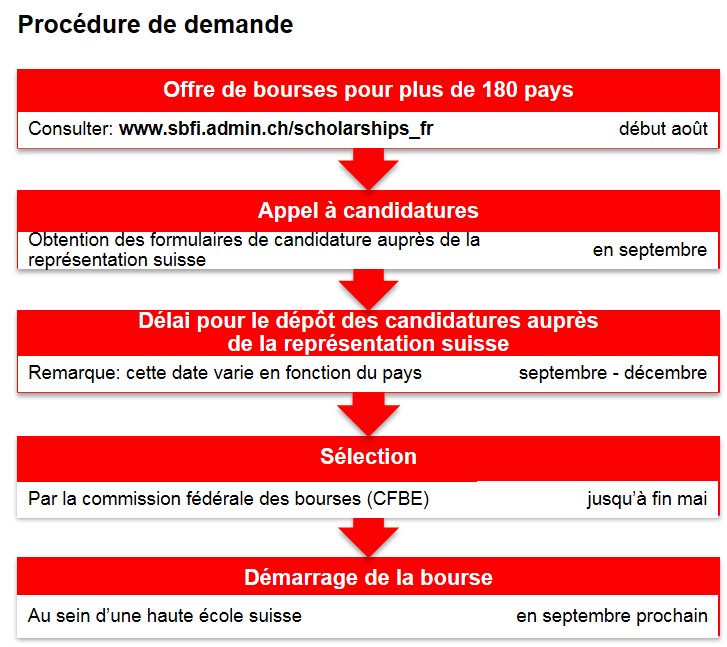 Procédure de demande
Offre de bourses pour plus de 180 pays
Consulter: www.sbfi.admin.ch/scholarships_fr début août
Appel à candidatures
Obtention des formulaires de candidature auprès de la
représentation suisse
en septembre
Délai pour le dépôt des candidatures auprès
de la représentation suisse
Remarque: cette date varie en fonction du pays septembre - décembre
Sélection
Par la commission fédérale des bourses (CFBE) jusqu’à fin mai
Démarrage de la bourse
Au sein d’une haute école suisse en septembre prochain